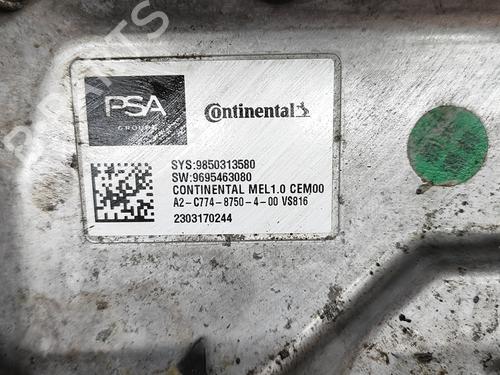 PSA
GROUPE
Continental
SYS:9850313580
SW:9695463080
CONTINENTAL MEL1.0 CEM00
A2-C774-8750-4-00 VS816
2303170244